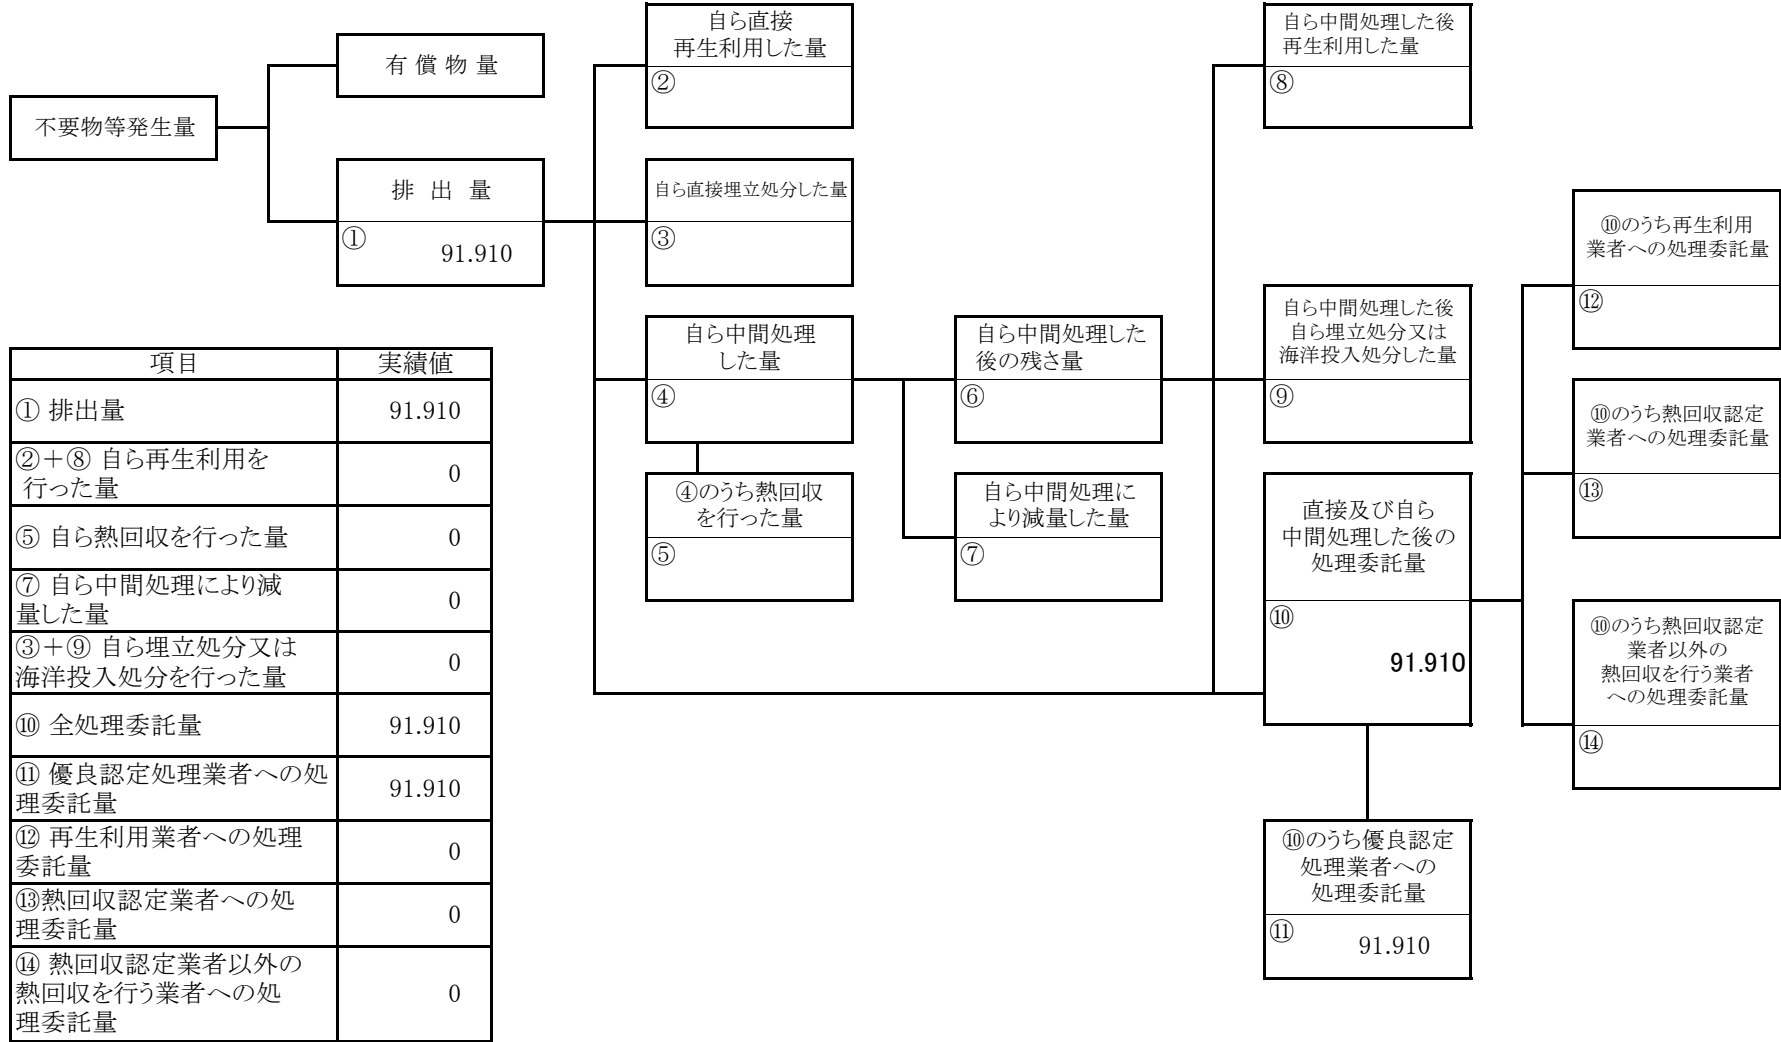 不要物等発生量
有 償 物 量
排 出 量
①
91.910
自ら直接
再生利用した量
②
自ら直接埋立処分した量
③
自ら中間処理
した量
④
④のうち熱回収
を行った量
⑤
自ら中間処理した
後の残さ量
⑥
自ら中間処理に
より減量した量
⑦
自ら中間処理した後
再生利用した量
⑧
自ら中間処理した後
自ら埋立処分又は
海洋投入処分した量
⑨
直接及び自ら
中間処理した後の
処理委託量
⑩
91.910
⑩のうち優良認定
処理業者への
処理委託量
⑪
91.910
⑩のうち再生利用
業者への処理委託量
⑫
⑩のうち熱回収認定
業者への処理委託量
⑬
⑩のうち熱回収認定
業者以外の
熱回収を行う業者
への処理委託量
⑭
項目 実績値
① 排出量 91.910
②＋⑧ 自ら再生利用を
行った量 0
⑤ 自ら熱回収を行った量 0
⑦ 自ら中間処理により減
量した量 0
③＋⑨ 自ら埋立処分又は
海洋投入処分を行った量 0
⑩ 全処理委託量 91.910
⑪ 優良認定処理業者への処
理委託量 91.910
⑫ 再生利用業者への処理
委託量 0
⑬熱回収認定業者への処
理委託量 0
⑭ 熱回収認定業者以外の
熱回収を行う業者への処
理委託量 0